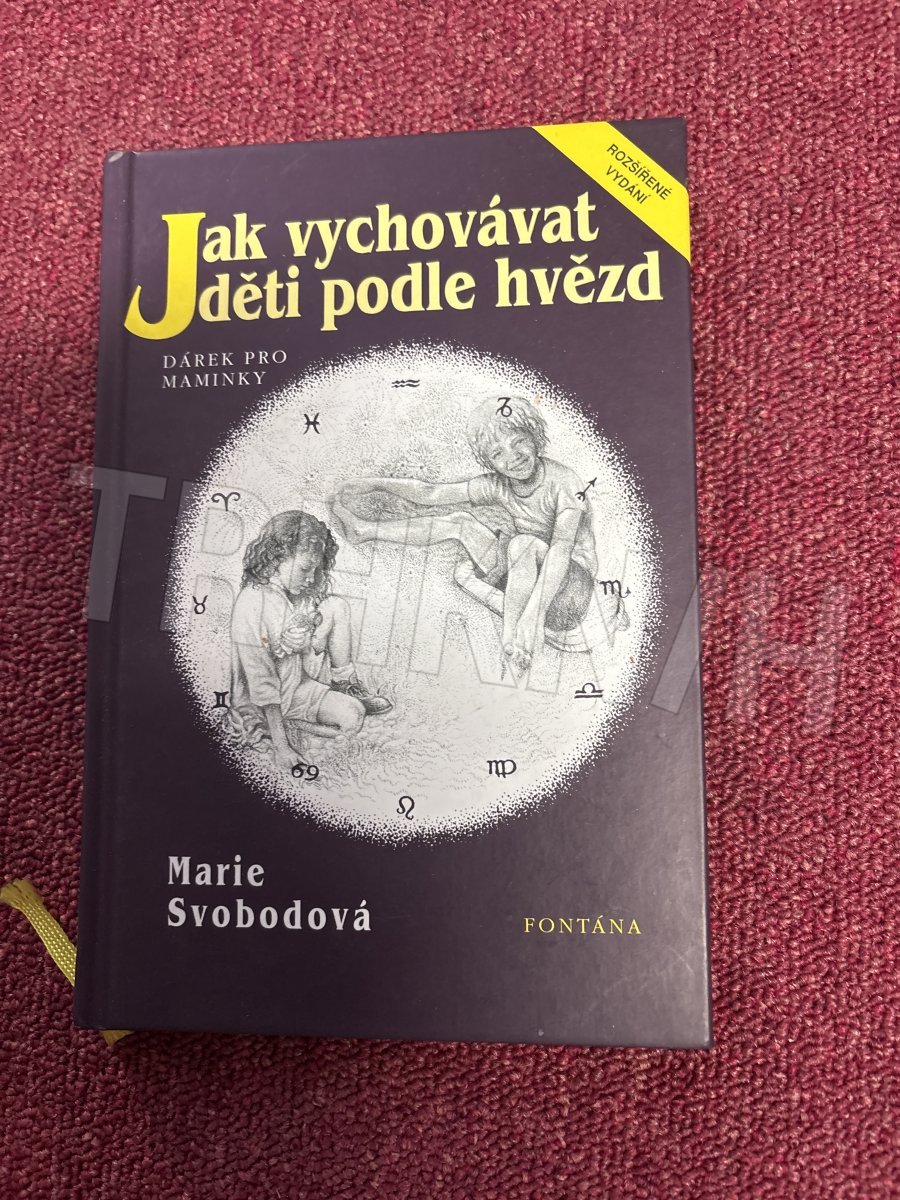 ROZŠÍŘENÉ
VYDÁNÍ
Jak vychovávat
děti podle hvězd
DÁREK PRO
MAMINKY
♒
♓
♑
♈
♐
♉
♏
♊
♎
♋
♍
♌
Marie
Svobodová
FONTÁNA